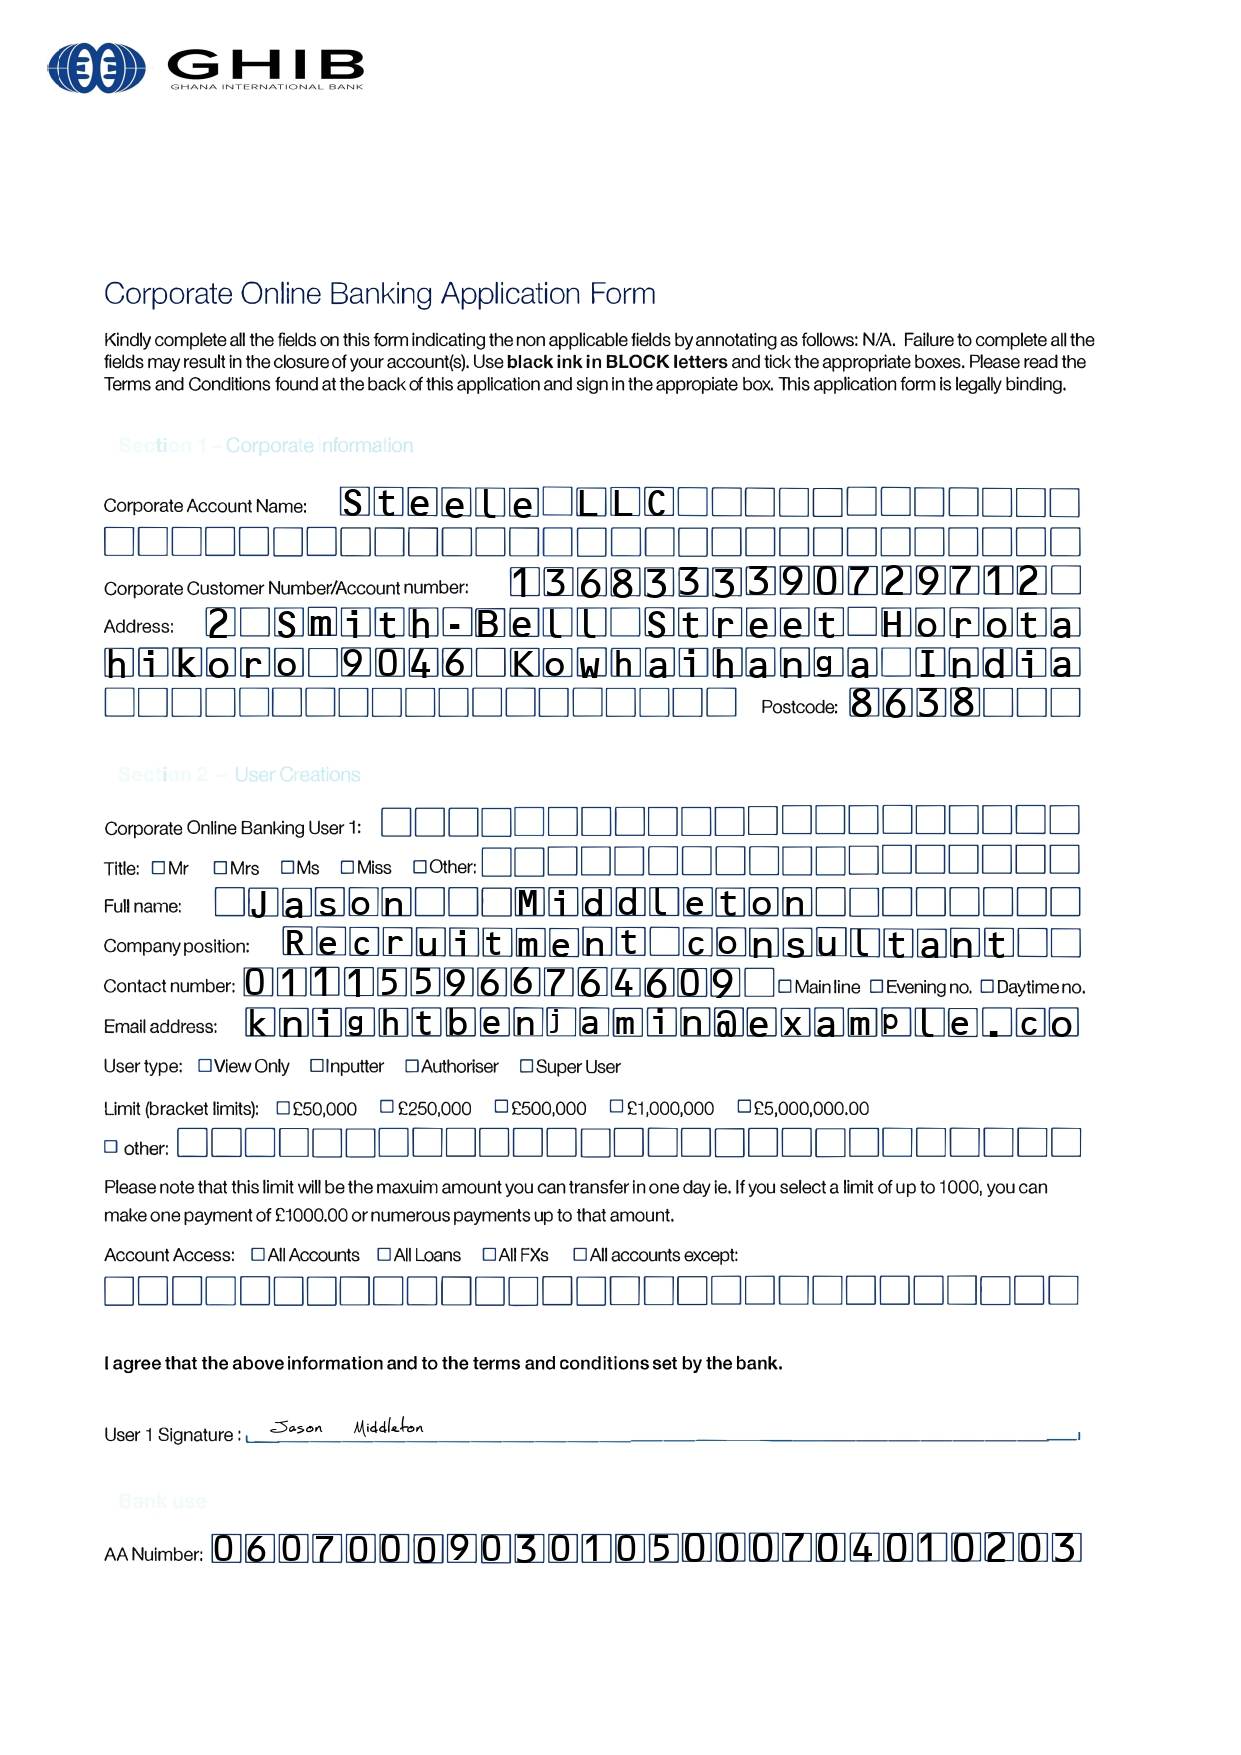 GHIB
GHANA INTERNATIONAL BANK
Corporate Online Banking Application Form
Kindly complete all the fields on this form indicating the non applicable fields by annotating as follows: N/A. Failure to complete all the
fields may result in the closure of your account(s). Use black ink in BLOCK letters and tick the appropriate boxes. Please read the
Terms and Conditions found at the back of this application and sign in the appropiate box. This application form is legally binding.
Section 1 – Corporate Information
Corporate Account Name: Steele LLC
Corporate Customer Number/Account number: 1368333390729712
Address: 2 Smith-Bell Street Horota
hikoro 9046 Kowhaihanga India
Postcode: 8638
Section 2 – User Creations
Corporate Online Banking User 1:
Title: Mr Mrs Ms Miss Other:
Full name: Jason Middleton
Company position: Recruitment consultant
Contact number: 011155966764609 Main line Evening no. Daytime no.
Email address: knightbenjamin@example.co
User type: View Only Inputter Authoriser Super User
Limit (bracket limits): £50,000 £250,000 £500,000 £1,000,000 £5,000,000.00
other:
Please note that this limit will be the maxuim amount you can transfer in one day ie. If you select a limit of up to 1000, you can
make one payment of £1000.00 or numerous payments up to that amount.
Account Access: All Accounts All Loans All FXs All accounts except:
I agree that the above information and to the terms and conditions set by the bank.
User 1 Signature : Jason Middleton
Bank use
AA Nuimber: 06070009030105000704010203